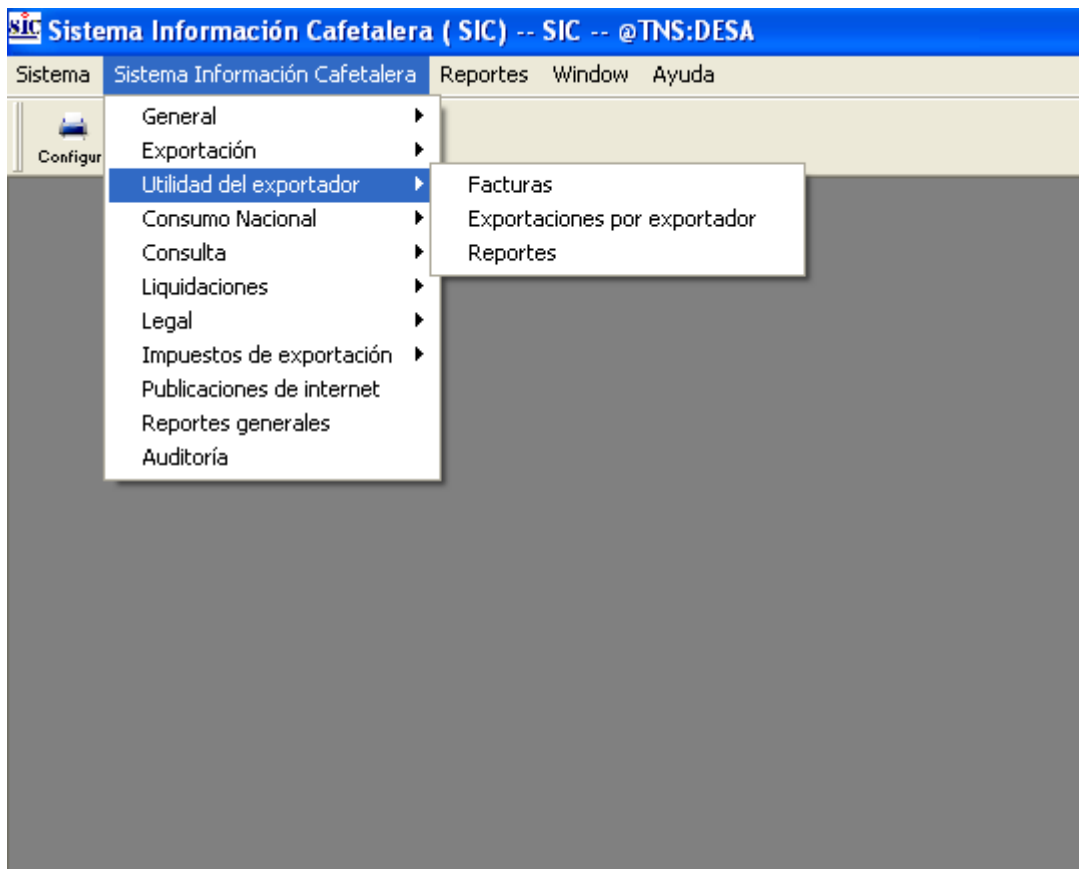 sic Sistema Información Cafetalera ( SIC) -- SIC -- @TNS:DESA
Sistema Sistema Información Cafetalera Reportes Window Ayuda
Configur
General
Exportación
Utilidad del exportador
Facturas
Consumo Nacional
Exportaciones por exportador
Consulta
Reportes
Liquidaciones
Legal
Impuestos de exportación
Publicaciones de internet
Reportes generales
Auditoría